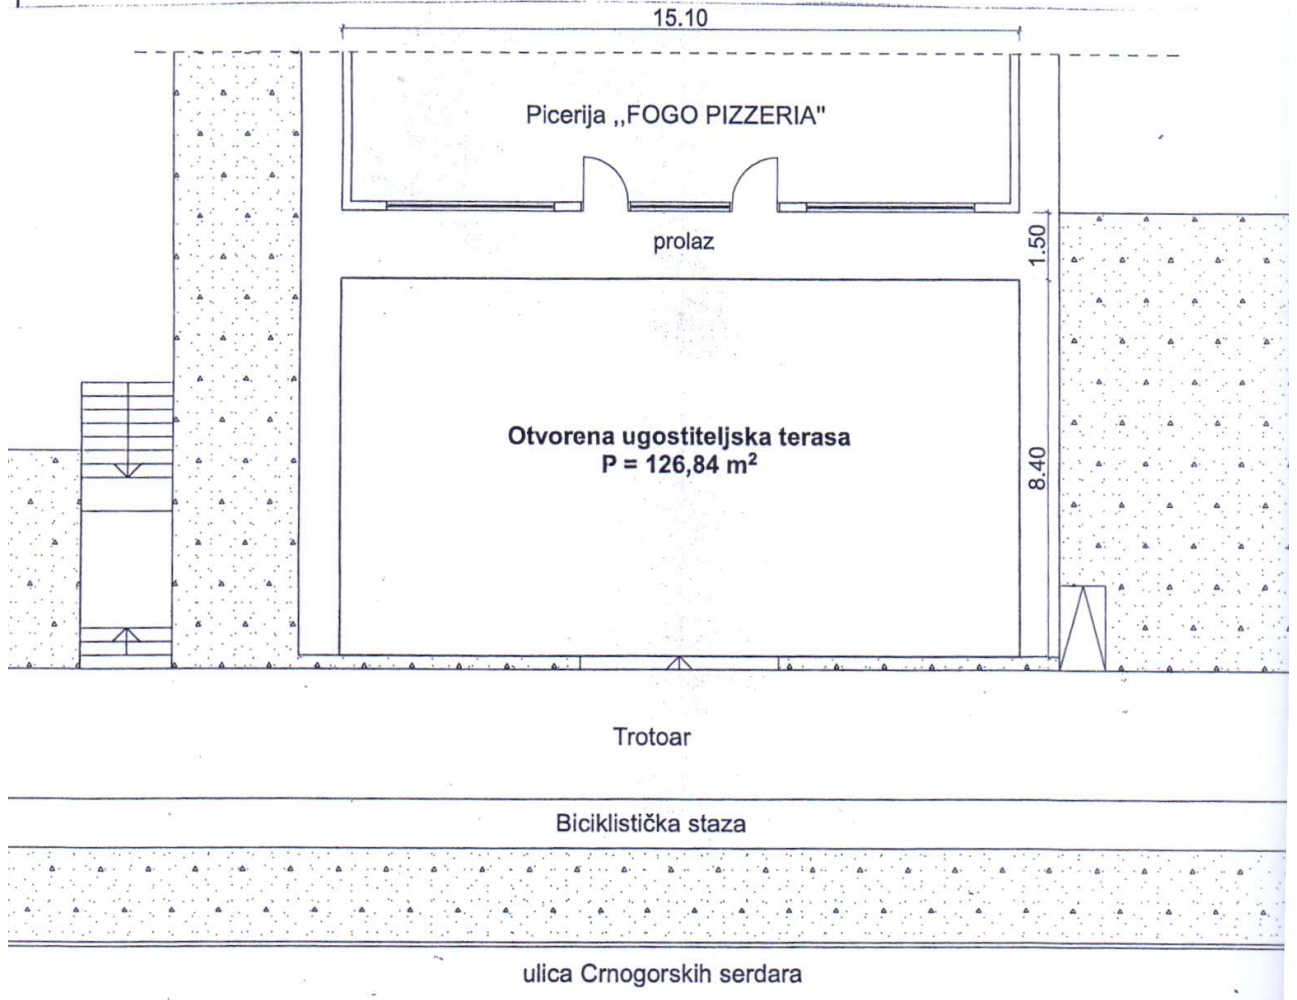 15.10
Picerija ,,FOGO PIZZERIA"
prolaz
1.50
Otvorena ugostiteljska terasa
P = 126,84 m²
8.40
Trotoar
Biciklistička staza
ulica Crnogorskih serdara